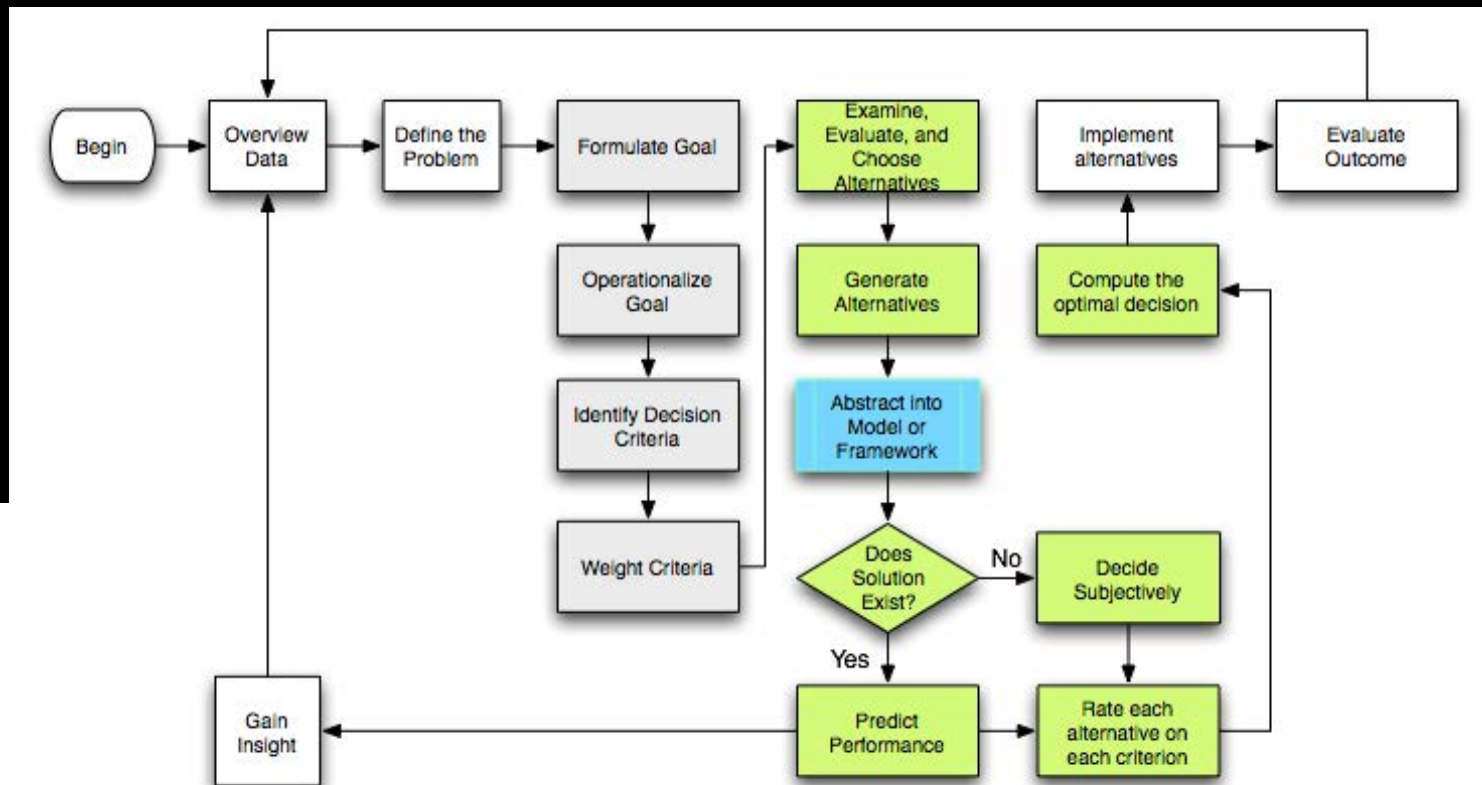 Begin
Overview
Data
Define the
Problem
Formulate Goal
Operationalize
Goal
Identify Decision
Criteria
Weight Criteria
Examine,
Evaluate, and
Choose
Alternatives
Generate
Alternatives
Abstract into
Model or
Framework
Does
Solution
Exist?
No
Yes
Decide
Subjectively
Predict
Performance
Rate each
alternative on
each criterion
Compute the
optimal decision
Implement
alternatives
Evaluate
Outcome
Gain
Insight